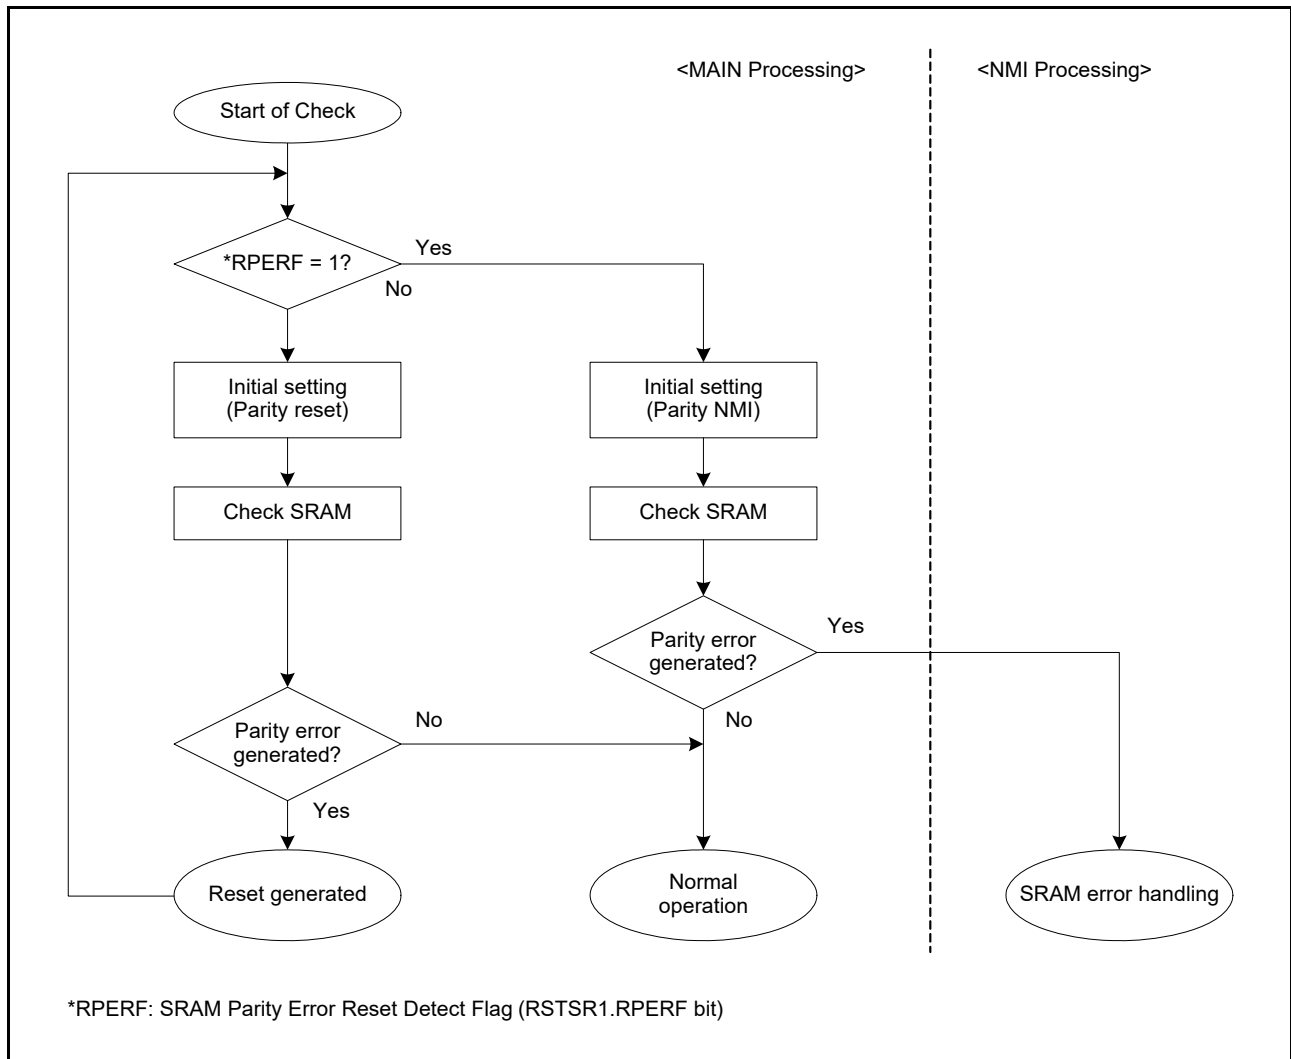 <MAIN Processing>
<NMI Processing>
Start of Check
*RPERF = 1?
Yes
No
Initial setting
(Parity reset)
Initial setting
(Parity NMI)
Check SRAM
Check SRAM
Parity error
generated?
Yes
No
Parity error
generated?
No
Yes
Reset generated
Normal
operation
SRAM error handling
*RPERF: SRAM Parity Error Reset Detect Flag (RSTSR1.RPERF bit)